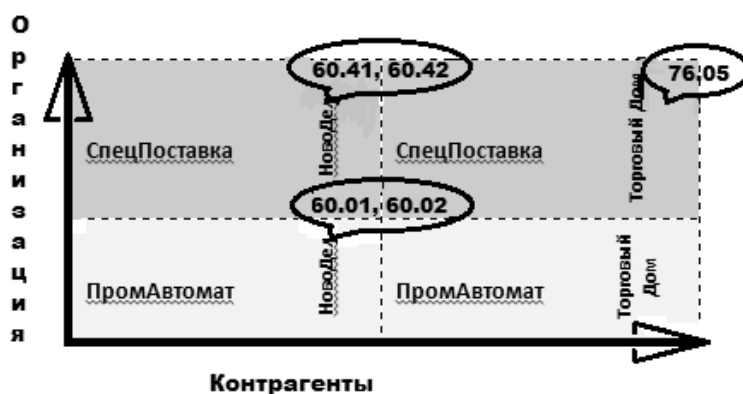 Организация
60.41, 60.42
76.05
СпецПоставка
НовоДел
СпецПоставка
Торговый Дом
60.01, 60.02
ПромАвтомат
НовоДел
ПромАвтомат
Торговый
Дом
Контрагенты